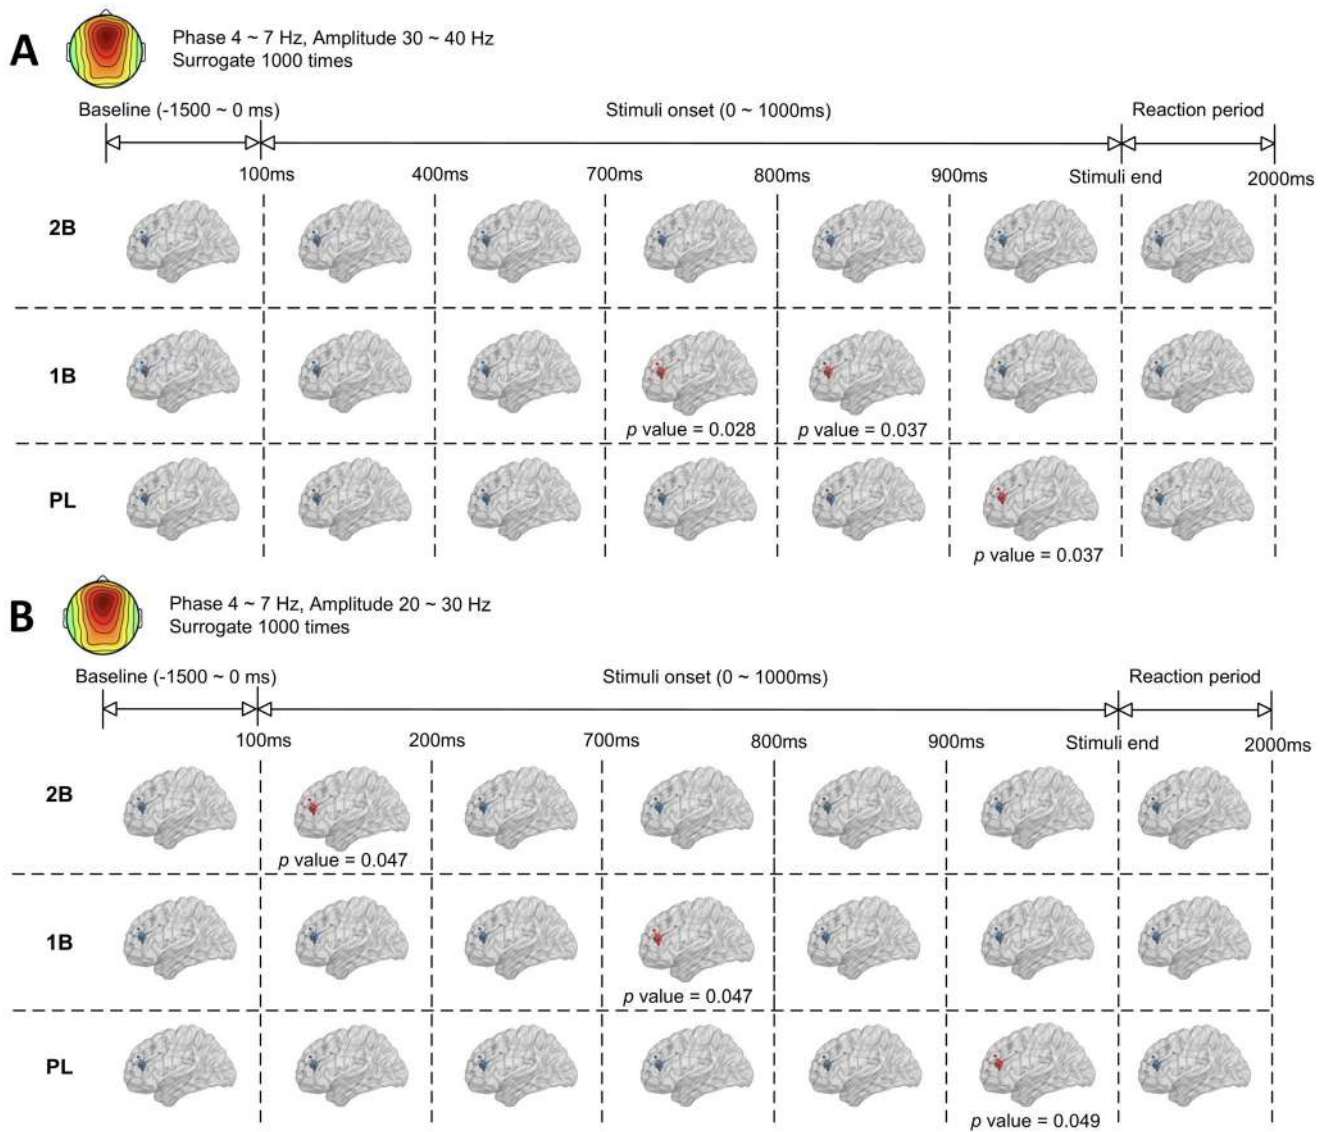 A
Phase 4 ~ 7 Hz, Amplitude 30 ~ 40 Hz
Surrogate 1000 times
Baseline (-1500 ~ 0 ms)
Stimuli onset (0 ~ 1000ms)
Reaction period
100ms
400ms
700ms
800ms
900ms
Stimuli end
2000ms
2B
1B
p value = 0.028
p value = 0.037
PL
p value = 0.037
B
Phase 4 ~ 7 Hz, Amplitude 20 ~ 30 Hz
Surrogate 1000 times
Baseline (-1500 ~ 0 ms)
Stimuli onset (0 ~ 1000ms)
Reaction period
100ms
200ms
700ms
800ms
900ms
Stimuli end
2000ms
2B
p value = 0.047
1B
p value = 0.047
PL
p value = 0.049